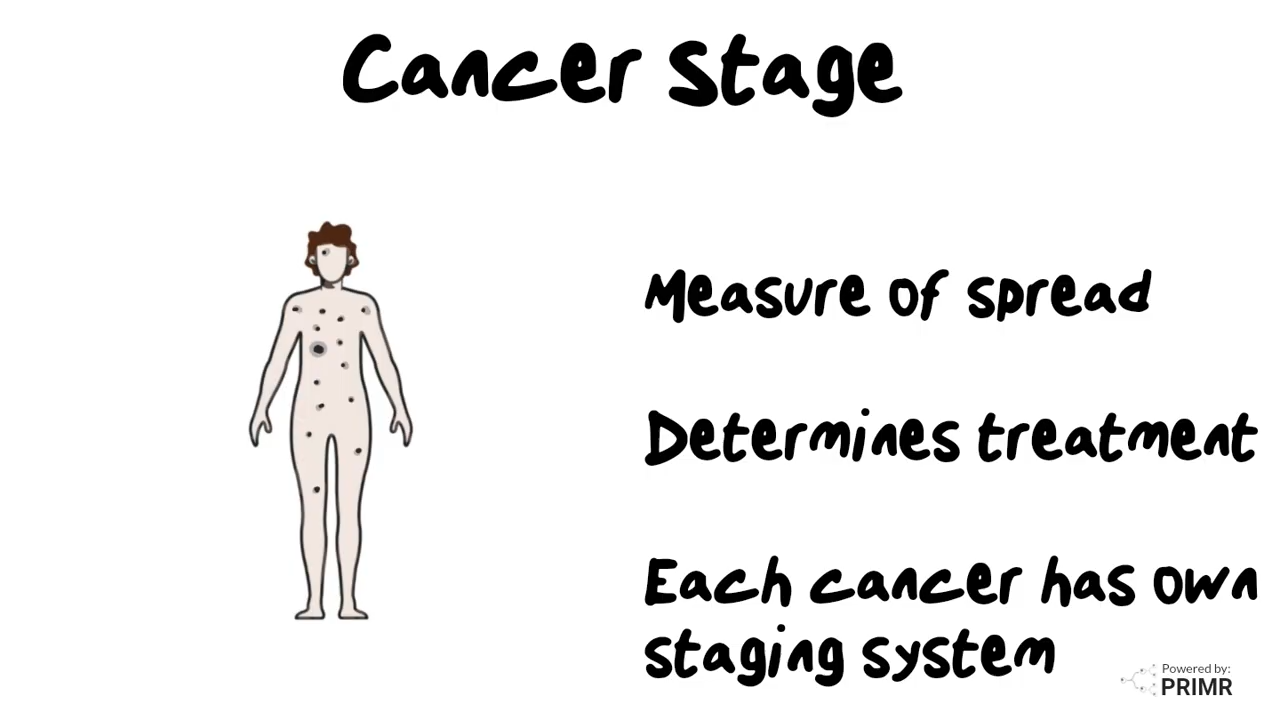 Cancer Stage
Measure of spread
Determines treatment
Each cancer has own
staging system
Powered by:
PRIMR